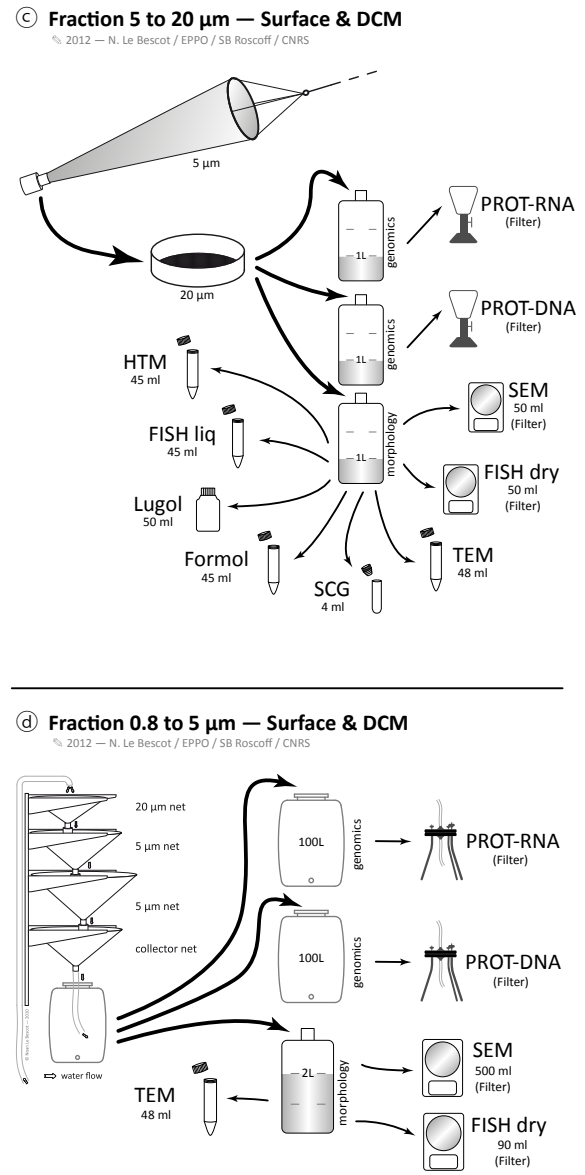 ⓒ Fraction 5 to 20 µm — Surface & DCM
✎ 2012 — N. Le Bescot / EPPO / SB Roscoff / CNRS
5 µm
20 µm
1L
genomics
PROT-RNA
(Filter)
1L
genomics
PROT-DNA
(Filter)
1L
morphology
HTM
45 ml
FISH liq
45 ml
Lugol
50 ml
Formol
45 ml
SCG
4 ml
TEM
48 ml
SEM
50 ml
(Filter)
FISH dry
50 ml
(Filter)
ⓓ Fraction 0.8 to 5 µm — Surface & DCM
✎ 2012 — N. Le Bescot / EPPO / SB Roscoff / CNRS
20 µm net
5 µm net
5 µm net
collector net
water flow
100L
genomics
PROT-RNA
(Filter)
100L
genomics
PROT-DNA
(Filter)
2L
morphology
TEM
48 ml
SEM
500 ml
(Filter)
FISH dry
90 ml
(Filter)